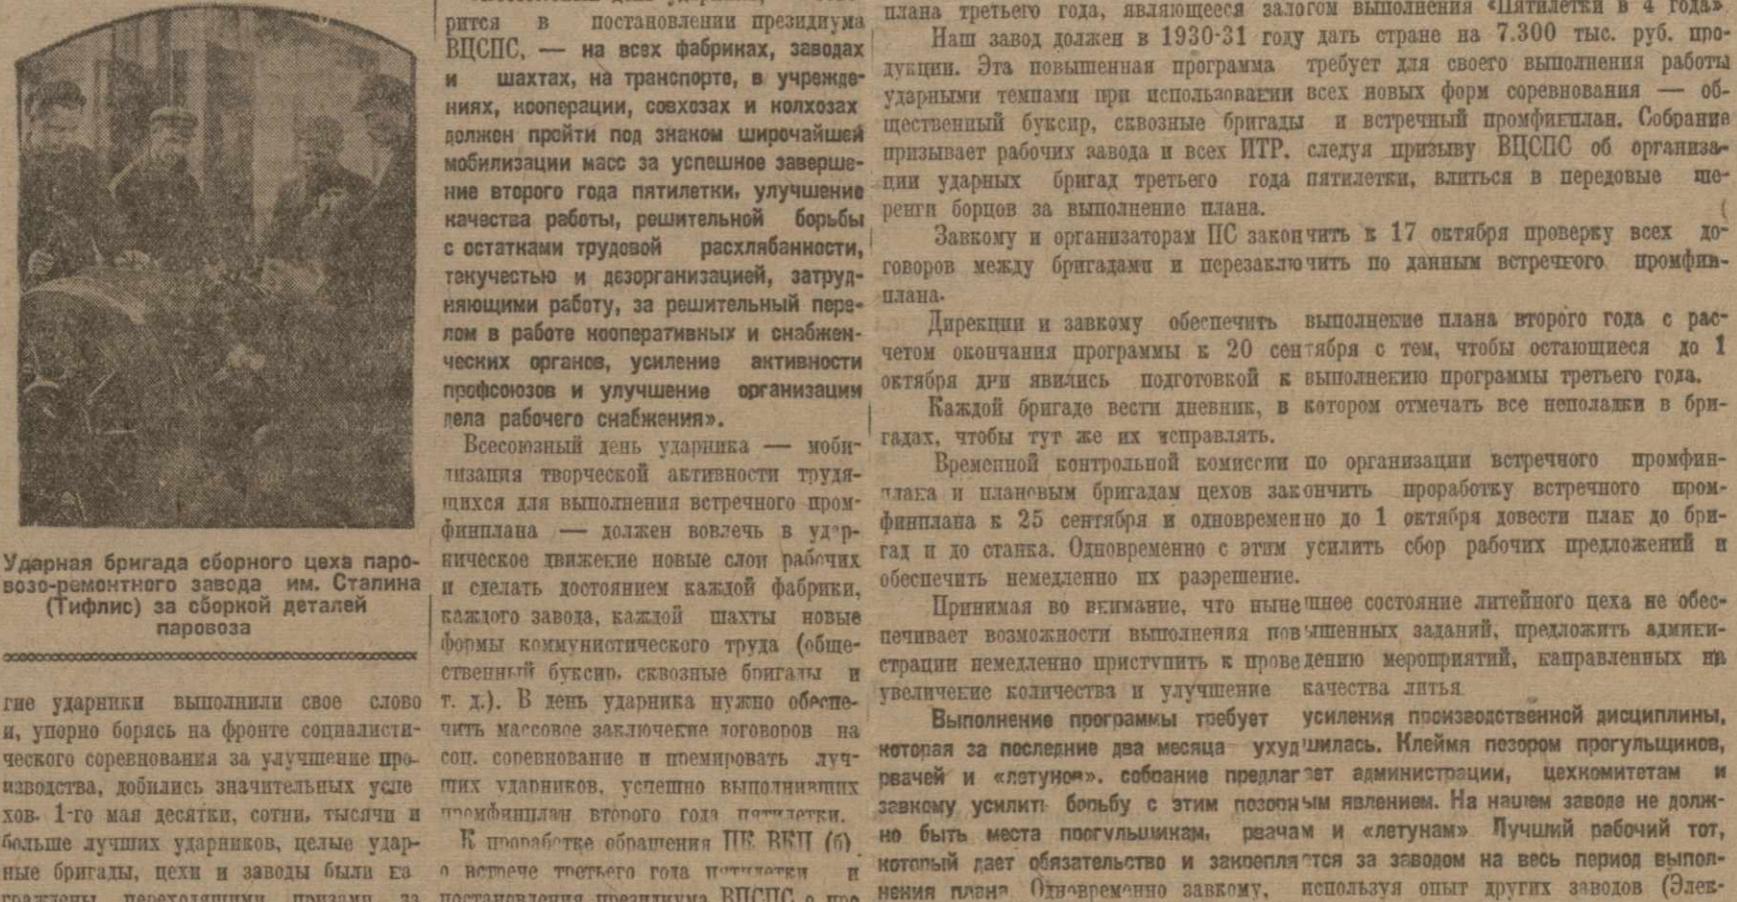 Ударная бригада сборного цеха паро-
возо-ремонтного завода им. Сталина
(Тифлис) за сборкой деталей
паровоза
гие ударники выполнили свое слово
и, упорно борясь на фронте социалисти-
ческого соревнования за улучшение про-
изводства, добились значительных успе
хов. 1-го мая десятки, сотни, тысячи и
больше лучших ударников, целые удар-
ные бригады, цехи и заводы были на
граждены переходящими призами за
рится в постановлении президиума
ВЦСПС, — на всех фабриках, заводах
и шахтах, на транспорте, в учрежде-
ниях, кооперации, совхозах и колхозах
должен пройти под знаком широчайшей
мобилизации масс за успешное заверше-
ние второго года пятилетки, улучшение
качества работы, решительной борьбы
с остатками трудовой расхлябанности,
текучестью и дезорганизацией, затруд-
няющими работу, за решительный пере-
лом в работе кооперативных и снабжен-
ческих органов, усиление активности
профсоюзов и улучшение организации
дела рабочего снабжения».
Всесоюзный день ударника — моби-
лизация творческой активности трудя-
щихся для выполнения встречного пром-
финплана — должен вовлечь в удар-
ническое движение новые слои рабочих
и сделать достоянием каждой фабрики,
каждого завода, каждой шахты новые
формы коммунистического труда (обще-
ственный буксир, сквозные бригады и
т. д.). В день ударника нужно обеспе-
чить массовое заключение договоров на
соц. соревнование и премировать луч-
ших ударников, успешно выполнивших
промфинплан второго года пятилетки.
К проработке обращения ЦК ВКП (б)
о встрече третьего года пятилетки и
постановления президиума ВЦСПС о про
плана третьего года, являющееся залогом выполнения «Пятилетки в 4 года»
Наш завод должен в 1930-31 году дать стране на 7.300 тыс. руб. про-
дукции. Эта повышенная программа требует для своего выполнения работы
ударными темпами при использовании всех новых форм соревнования — об-
щественный буксир, сквозные бригады и встречный промфинплан. Собрание
призывает рабочих завода и всех ИТР. следуя призыву ВЦСПС об организа-
ции ударных бригад третьего года пятилетки, влиться в передовые ше-
ренги борцов за выполнение плана.
Завкому и организаторам ПС закончить к 17 октября проверку всех до-
говоров между бригадами и перезаключить по данным встречного промфин-
плана.
Дирекции и завкому обеспечить выполнение плана второго года с рас-
четом окончания программы к 20 сентября с тем, чтобы остающиеся до 1
октября дни явились подготовкой к выполнению программы третьего года.
Каждой бригаде вести дневник, в котором отмечать все неполадки в бри-
гадах, чтобы тут же их исправлять.
Временной контрольной комиссии по организации встречного промфин-
плана и плановым бригадам цехов закончить проработку встречного пром-
финплана к 25 сентября и одновременно до 1 октября довести план до бри-
гад и до станка. Одновременно с этим усилить сбор рабочих предложений и
обеспечить немедленно их разрешение.
Принимая во внимание, что нынешнее состояние литейного цеха не обес-
печивает возможности выполнения повышенных заданий, предложить админи-
страции немедленно приступить к проведению мероприятий, направленных на
увеличение количества и улучшение качества литья
Выполнение программы требует усиления производственной дисциплины,
которая за последние два месяца ухудшилась. Клеймя позором прогульщиков,
рвачей и «летунов». собрание предлагает администрации, цехкомитетам и
завкому усилить борьбу с этим позорным явлением. На нашем заводе не долж-
но быть места прогульщикам, рвачам и «летунам» Лучший рабочий тот,
который дает обязательство и закрепляется за заводом на весь период выпол-
нения плана Одновременно завкому, используя опыт других заводов (Элек-